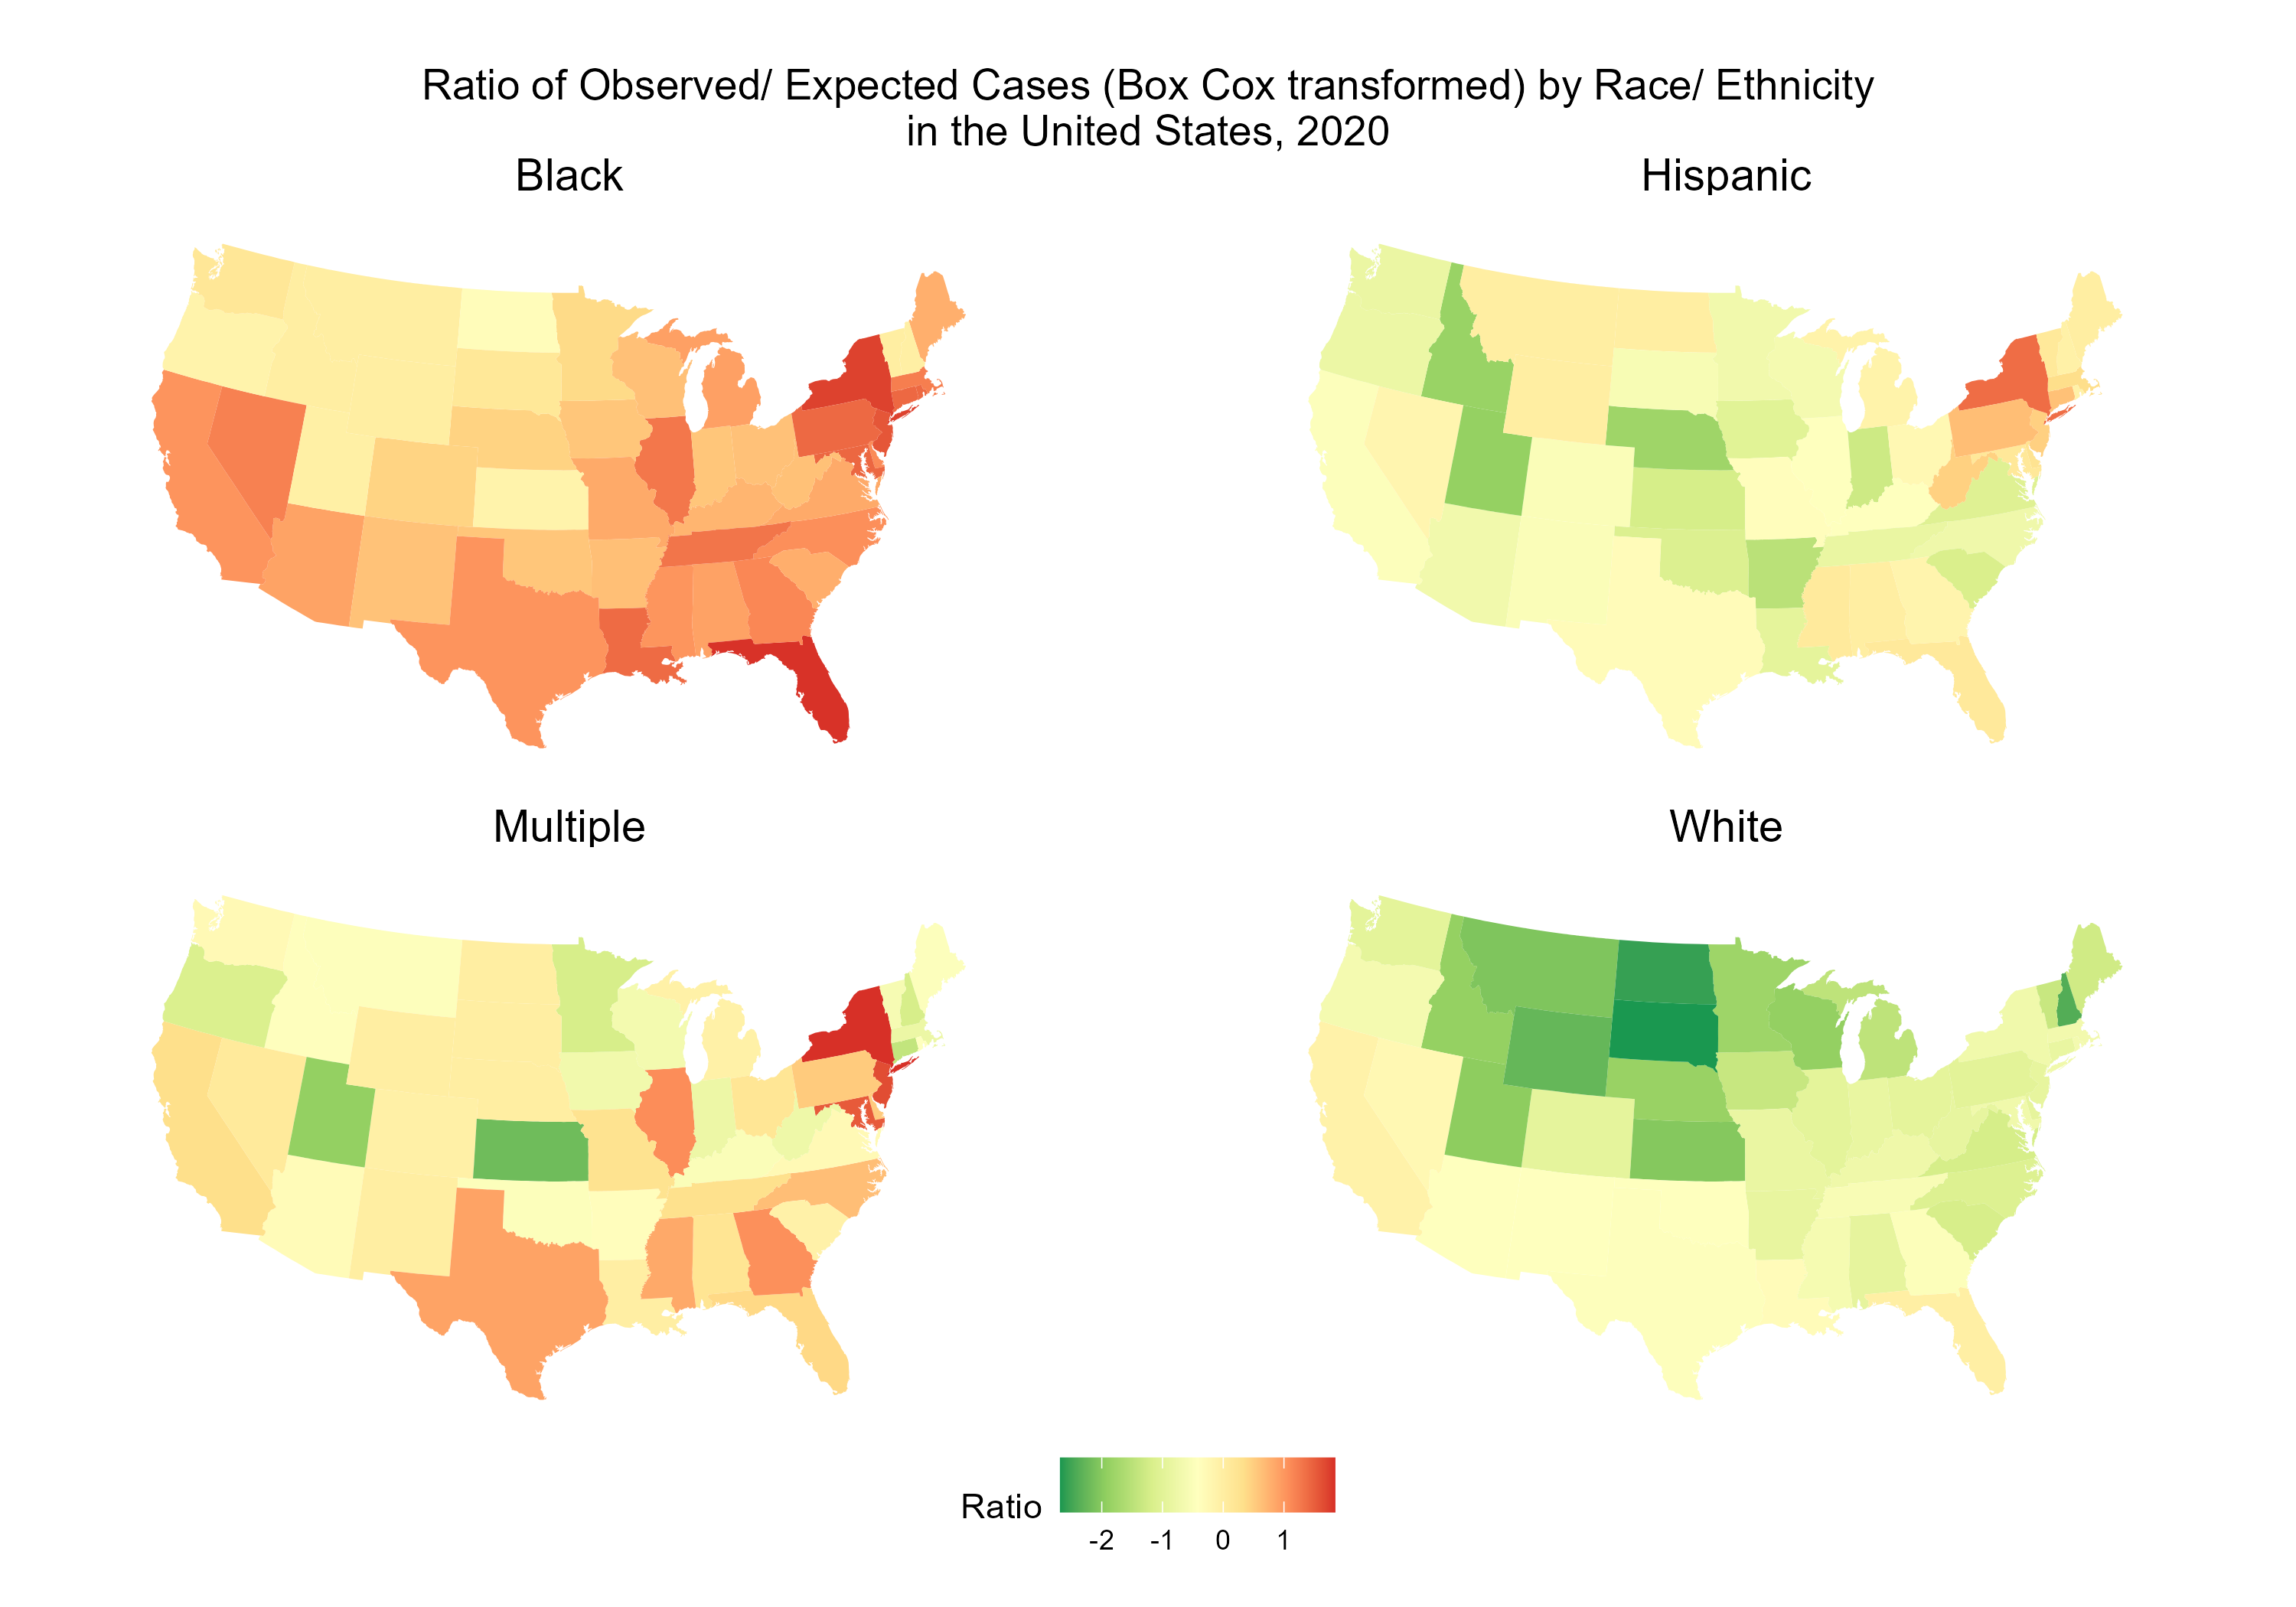 Ratio of Observed/ Expected Cases (Box Cox transformed) by Race/ Ethnicity
in the United States, 2020
Black
Hispanic
Multiple
White
Ratio
-2 -1 0 1